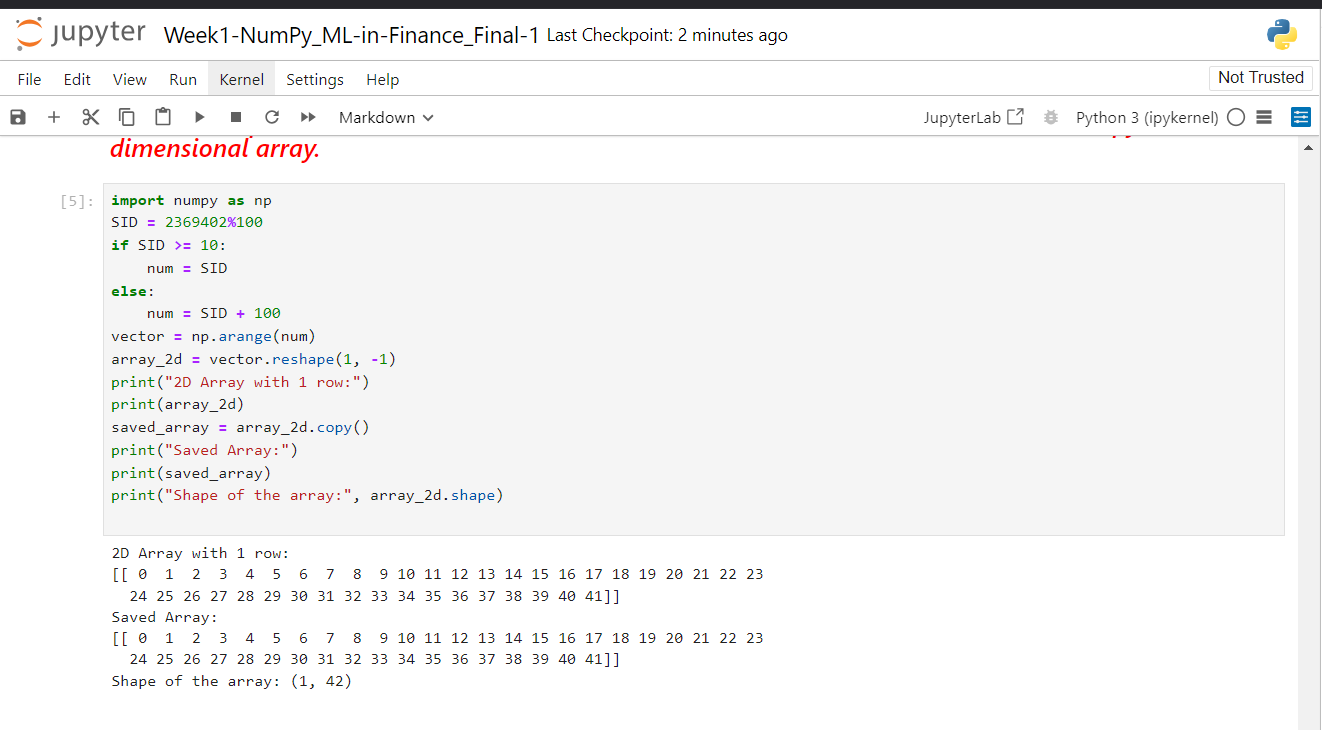 jupyter Week1-NumPy_ML-in-Finance_Final-1 Last Checkpoint: 2 minutes ago
File Edit View Run Kernel Settings Help Not Trusted
Markdown JupyterLab Python 3 (ipykernel)
dimensional array.
[5]: import numpy as np
SID = 2369402%100
if SID >= 10:
    num = SID
else:
    num = SID + 100
vector = np.arange(num)
array_2d = vector.reshape(1, -1)
print("2D Array with 1 row:")
print(array_2d)
saved_array = array_2d.copy()
print("Saved Array:")
print(saved_array)
print("Shape of the array:", array_2d.shape)
2D Array with 1 row:
[[ 0  1  2  3  4  5  6  7  8  9 10 11 12 13 14 15 16 17 18 19 20 21 22 23
  24 25 26 27 28 29 30 31 32 33 34 35 36 37 38 39 40 41]]
Saved Array:
[[ 0  1  2  3  4  5  6  7  8  9 10 11 12 13 14 15 16 17 18 19 20 21 22 23
  24 25 26 27 28 29 30 31 32 33 34 35 36 37 38 39 40 41]]
Shape of the array: (1, 42)